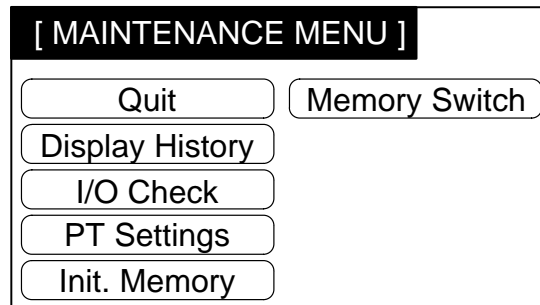 [ MAINTENANCE MENU ]
Quit
Memory Switch
Display History
I/O Check
PT Settings
Init. Memory